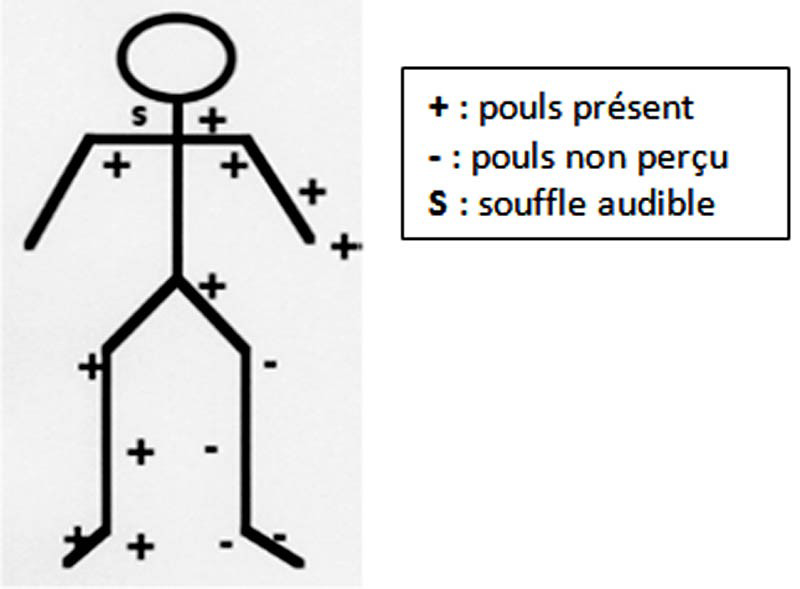 s +
+ +
+
+
+
+ -
+ -
+ + - -
+ : pouls présent
- : pouls non perçu
S : souffle audible